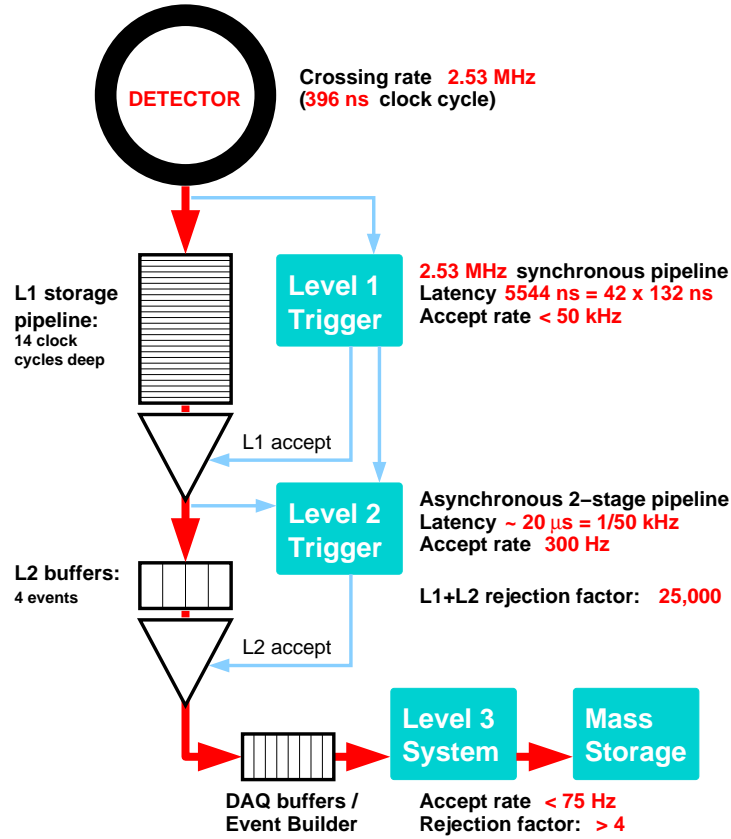 DETECTOR
Crossing rate 2.53 MHz
(396 ns clock cycle)
L1 storage
pipeline:
14 clock
cycles deep
Level 1
Trigger
2.53 MHz synchronous pipeline
Latency 5544 ns = 42 x 132 ns
Accept rate < 50 kHz
L1 accept
Level 2
Trigger
Asynchronous 2−stage pipeline
Latency ~ 20 µs = 1/50 kHz
Accept rate 300 Hz
L2 buffers:
4 events
L1+L2 rejection factor: 25,000
L2 accept
Level 3
System
Mass
Storage
DAQ buffers /
Event Builder
Accept rate < 75 Hz
Rejection factor: > 4